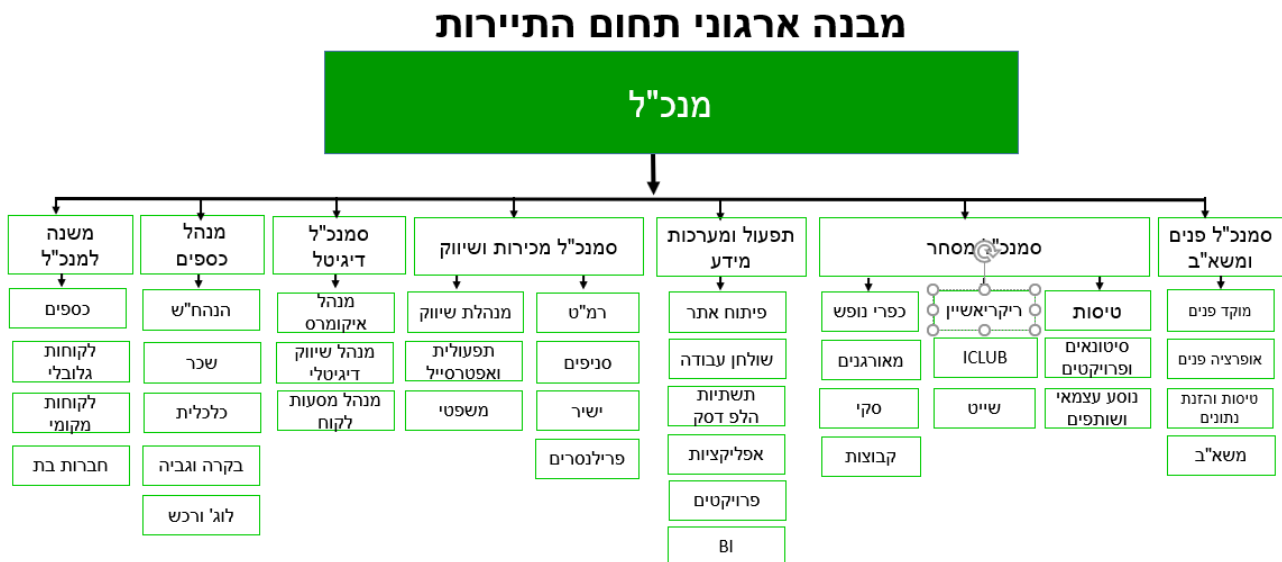 מבנה ארגוני תחום התיירות
מנכ"ל
סמנכ"ל פנים
ומשא"ב
מוקד פנים
אופרציה פנים
טיסות והזנת
נתונים
משא"ב
סמנכ"ל מסחר
טיסות
סיטונאים
ופרויקטים
נוסע עצמאי
ושותפים
ריקריאשיין
ICLUB
שייט
כפרי נופש
מאורגנים
סקי
קבוצות
תפעול ומערכות
מידע
פיתוח אתר
שולחן עבודה
תשתיות
הלפ דסק
אפליקציות
פרויקטים
BI
סמנכ"ל מכירות ושיווק
רמ"ט
סניפים
ישיר
פרילנסרים
מנהלת שיווק
תפעולית
ואפטרסייל
משפטי
סמנכ"ל
דיגיטל
מנהל
איקומרס
מנהל שיווק
דיגיטלי
מנהל מסעות
לקוח
מנהל
כספים
הנהח"ש
שכר
כלכלית
בקרה וגביה
לוג' ורכש
משנה
למנכ"ל
כספים
לקוחות
גלובלי
לקוחות
מקומי
חברות בת